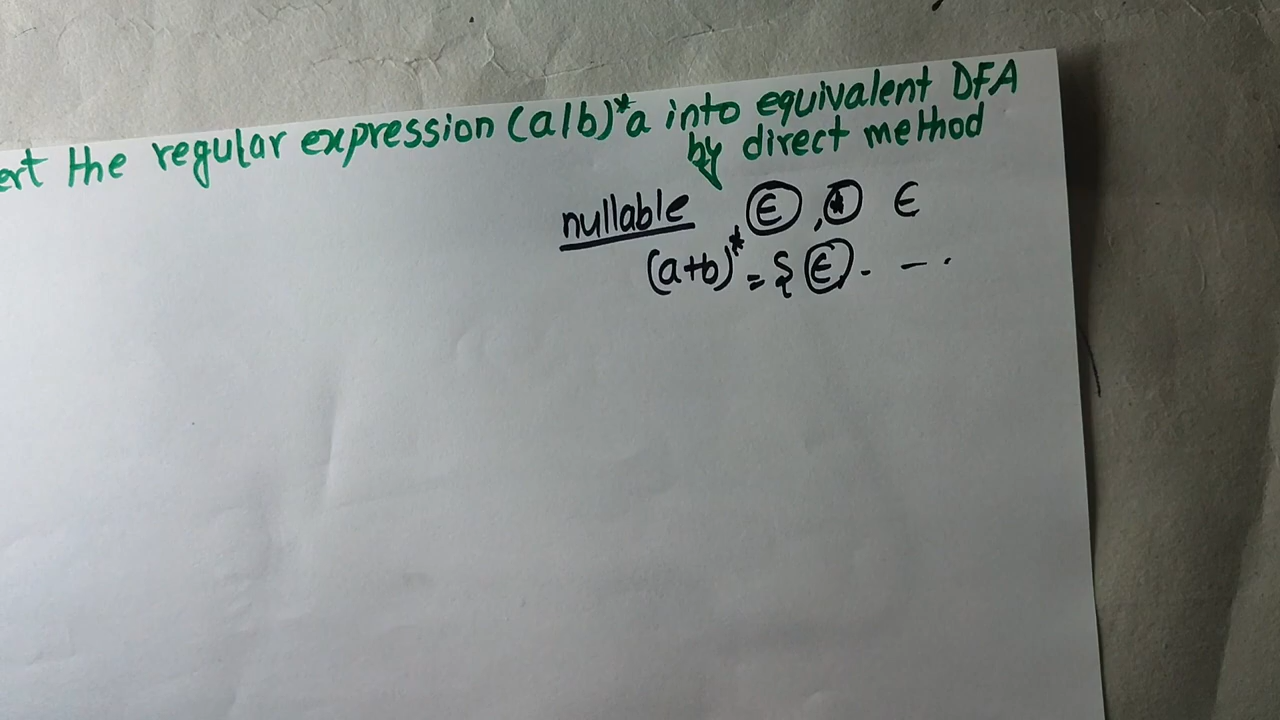 ert the regular expression (a/b)*a into equivalent DFA
by direct method
nullable ϵ , * ϵ
(a+b)* = { ϵ - - .